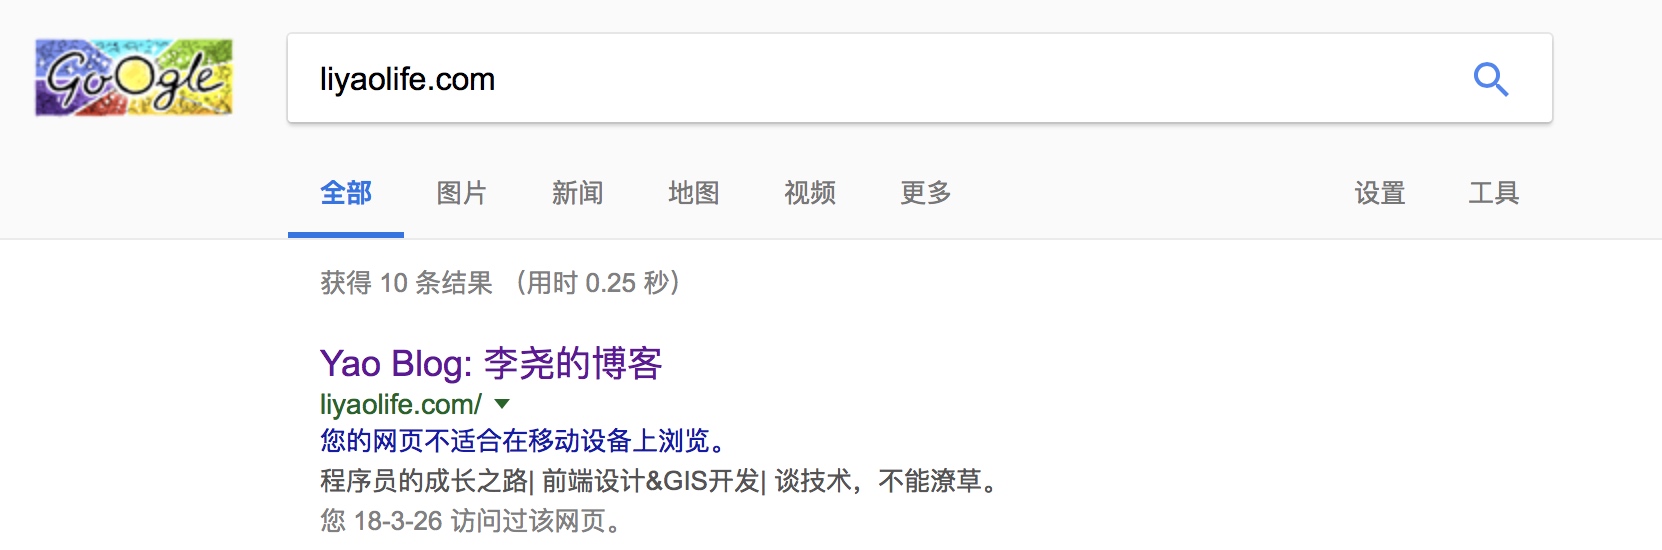 Google
liyaolife.com
全部 图片 新闻 地图 视频 更多 设置 工具
获得 10 条结果 （用时 0.25 秒）
Yao Blog: 李尧的博客
liyaolife.com/
您的网页不适合在移动设备上浏览。
程序员的成长之路| 前端设计&GIS开发| 谈技术，不能潦草。
您 18-3-26 访问过该网页。